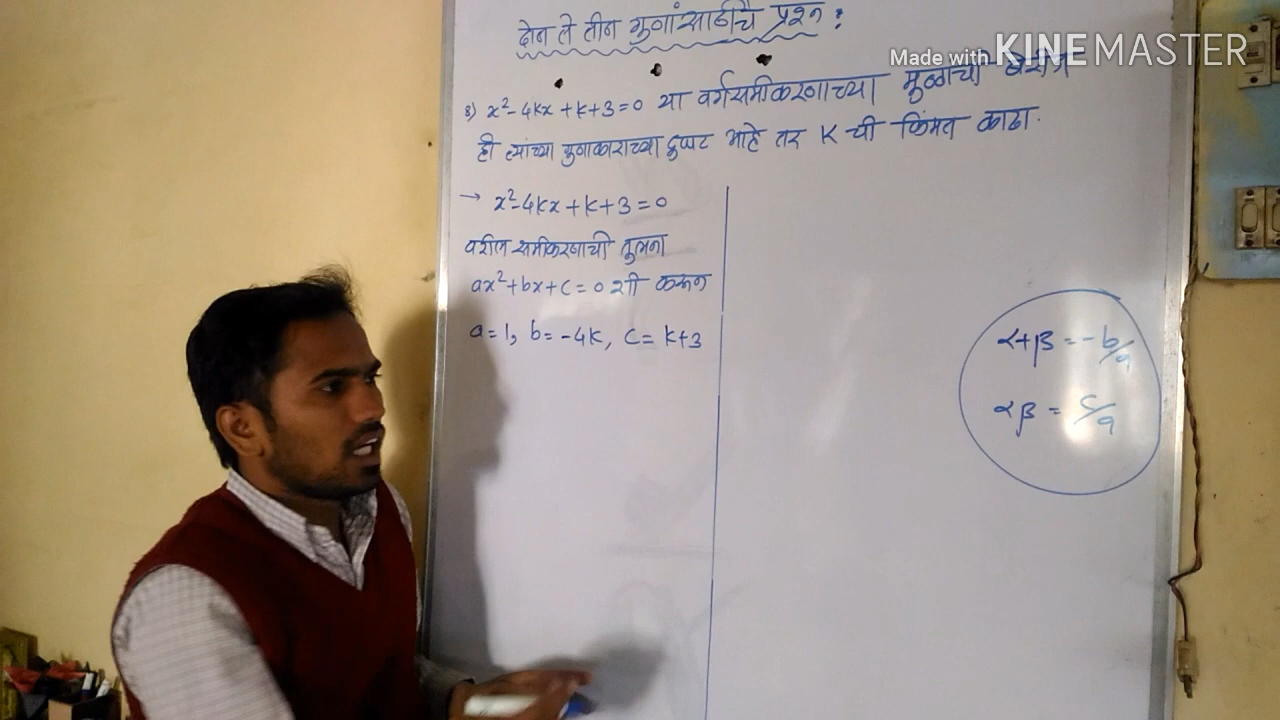 दोन ते तीन गुणांसाठीचे प्रश्न :
Made with KINEMASTER
8) x²-4kx+k+3=0 या वर्गसमीकरणाच्या मुळांची बेरीज
ही त्यांच्या गुणाकाराच्या दुप्पट आहे तर K ची किंमत काढा.
→ x²-4kx+k+3=0
वरील समीकरणाची तुलना
ax²+bx+c=0 शी करून
a=1, b=-4k, c=k+3
α+β=-b/a
αβ = c/a